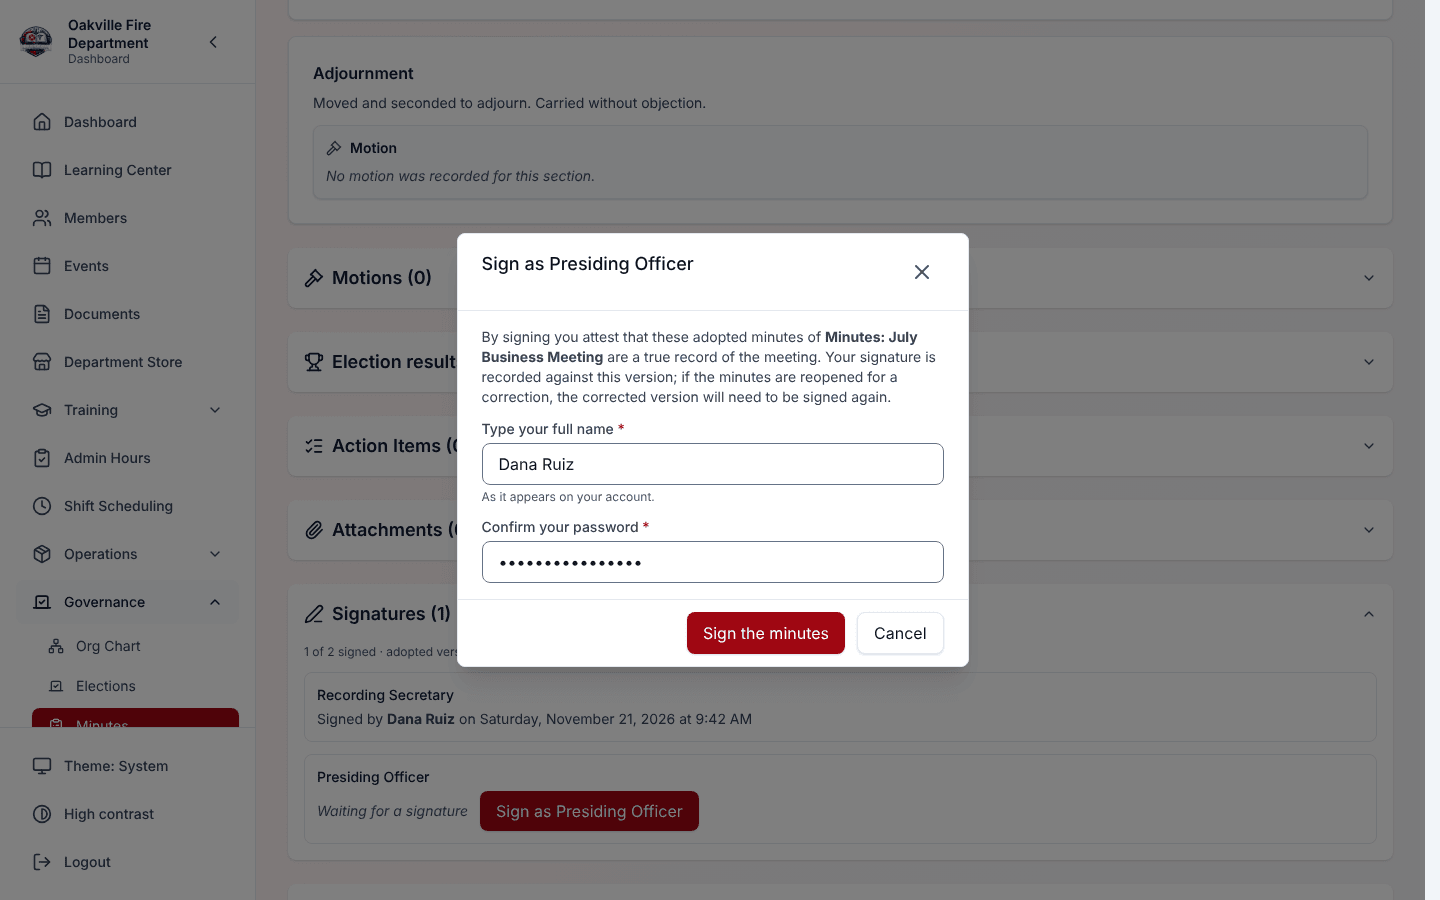 Oakville Fire
Department
Dashboard
Dashboard
Learning Center
Members
Events
Documents
Department Store
Training
Admin Hours
Shift Scheduling
Operations
Governance
Org Chart
Elections
Minutes
Theme: System
High contrast
Logout
Adjournment
Moved and seconded to adjourn. Carried without objection.
Motion
No motion was recorded for this section.
Motions (0)
Election result
Action Items (
Attachments (
Signatures (1)
1 of 2 signed · adopted vers
Recording Secretary
Signed by Dana Ruiz on Saturday, November 21, 2026 at 9:42 AM
Presiding Officer
Waiting for a signature
Sign as Presiding Officer
Sign as Presiding Officer
By signing you attest that these adopted minutes of Minutes: July
Business Meeting are a true record of the meeting. Your signature is
recorded against this version; if the minutes are reopened for a
correction, the corrected version will need to be signed again.
Type your full name *
Dana Ruiz
As it appears on your account.
Confirm your password *
••••••••••••••••
Sign the minutes
Cancel